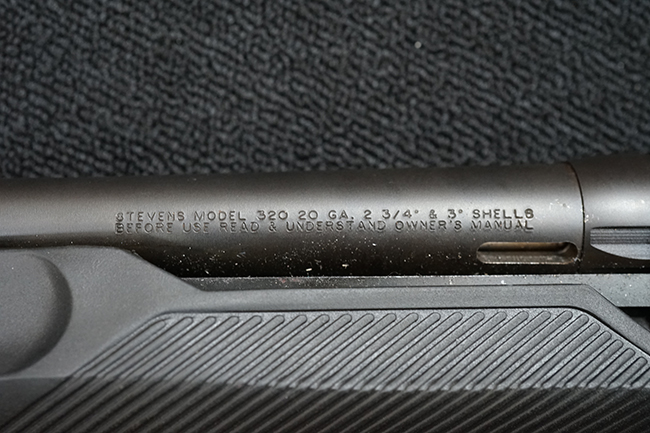 STEVENS MODEL 320 20 GA. 2 3/4" & 3" SHELLS
BEFORE USE READ & UNDERSTAND OWNER'S MANUAL